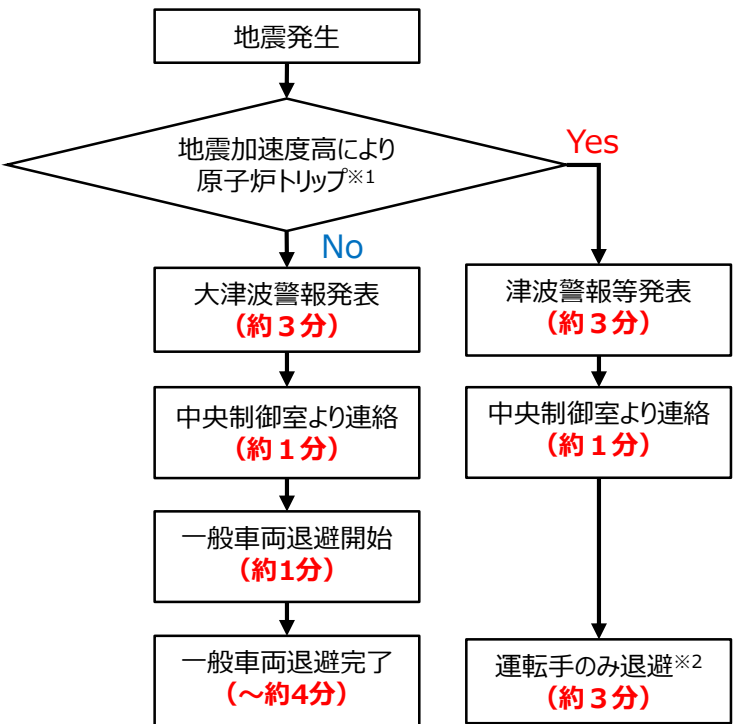 地震発生
地震加速度高により
原子炉トリップ※1
Yes
No
大津波警報発表
（約３分）
津波警報等発表
（約３分）
中央制御室より連絡
（約１分）
中央制御室より連絡
（約１分）
一般車両退避開始
（約1分）
一般車両退避完了
（～約4分）
運転手のみ退避※2
（約３分）